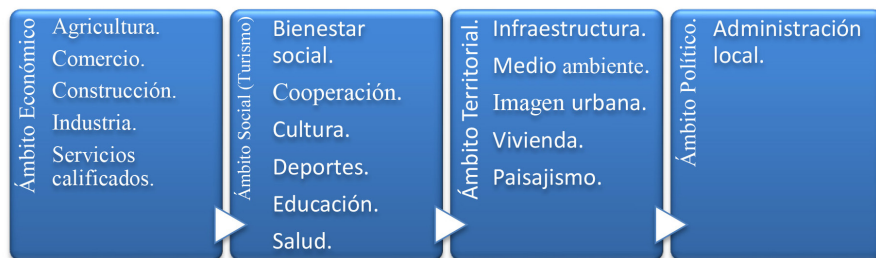 Ámbito Económico
Agricultura.
Comercio.
Construcción.
Industria.
Servicios
calificados.
Ámbito Social (Turismo)
Bienestar
social.
Cooperación.
Cultura.
Deportes.
Educación.
Salud.
Ámbito Territorial.
Infraestructura.
Medio ambiente.
Imagen urbana.
Vivienda.
Paisajismo.
Ámbito Político.
Administración
local.